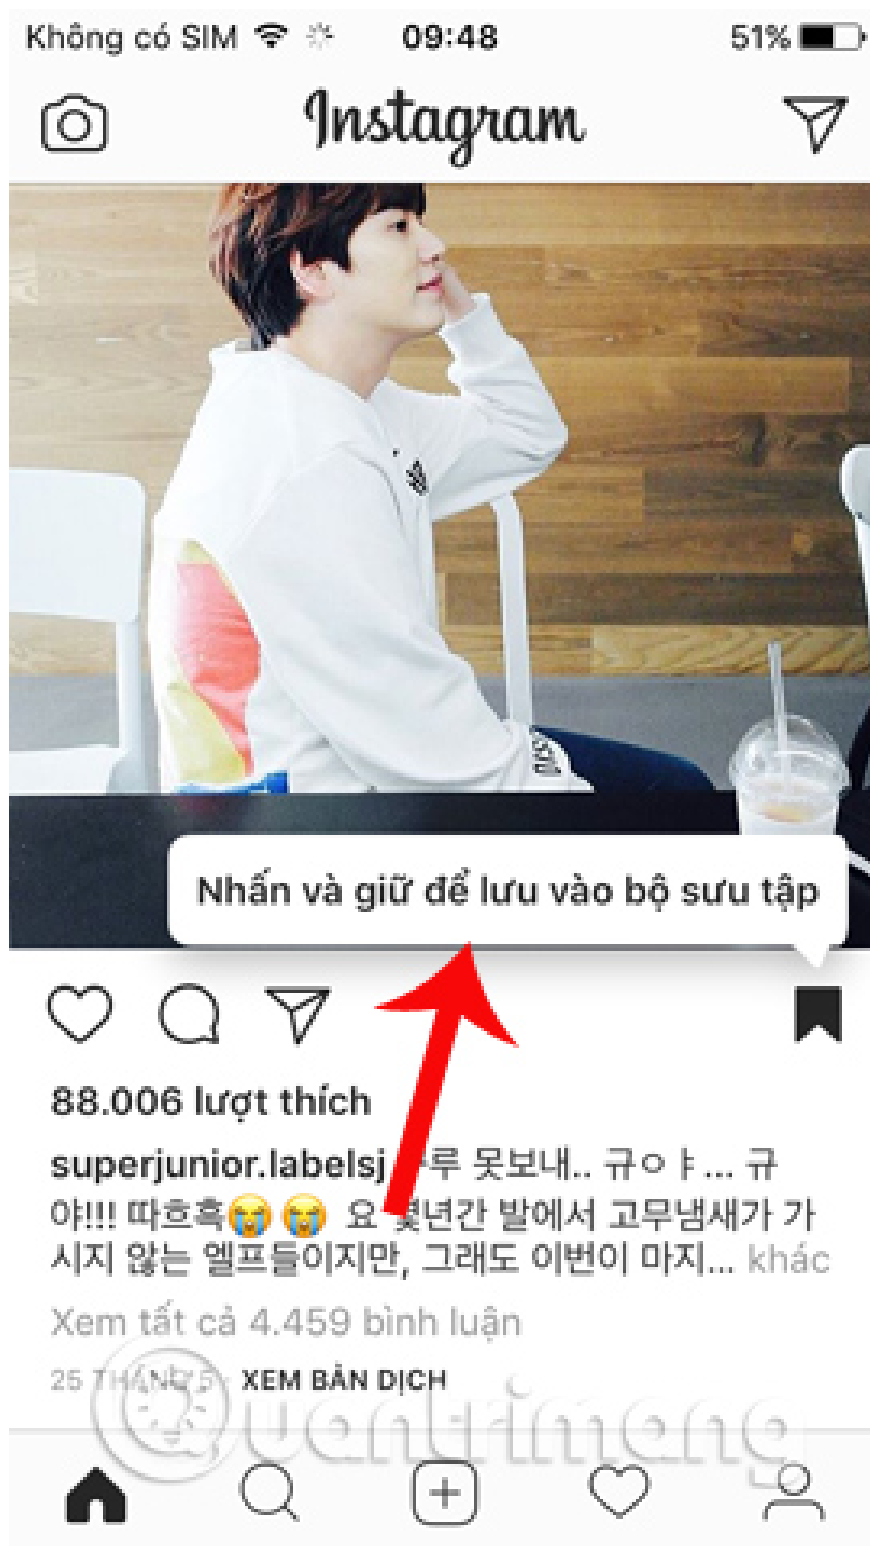 Không có SIM 09:48 51%
Instagram
Nhấn và giữ để lưu vào bộ sưu tập
88.006 lượt thích
superjunior.labelsj 못보내.. 규ㅇㅑ... 규
야!!! 따흐흑😭😭 요 몇년간 발에서 고무냄새가 가
시지 않는 엘프들이지만, 그래도 이번이 마지... khác
Xem tất cả 4.459 bình luận
25 THÁNG 5 · XEM BẢN DỊCH
Quantrimang